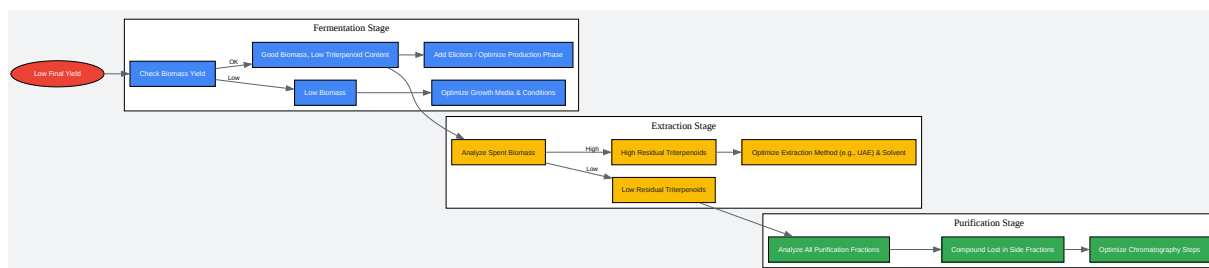 Fermentation Stage
Low Final Yield
Check Biomass Yield
OK
Low
Good Biomass, Low Triterpenoid Content
Add Elicitors / Optimize Production Phase
Low Biomass
Optimize Growth Media & Conditions
Extraction Stage
Analyze Spent Biomass
High
Low
High Residual Triterpenoids
Optimize Extraction Method (e.g., UAE) & Solvent
Low Residual Triterpenoids
Purification Stage
Analyze All Purification Fractions
Compound Lost in Side Fractions
Optimize Chromatography Steps